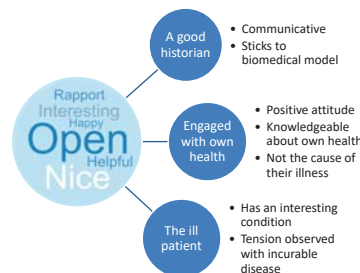 Rapport
Interesting
Happy
Open
Helpful
Nice
A good
historian
• Communicative
• Sticks to
biomedical model
Engaged
with own
health
• Positive attitude
• Knowledgeable
about own health
• Not the cause of
their illness
The ill
patient
• Has an interesting
condition
• Tension observed
with incurable
disease